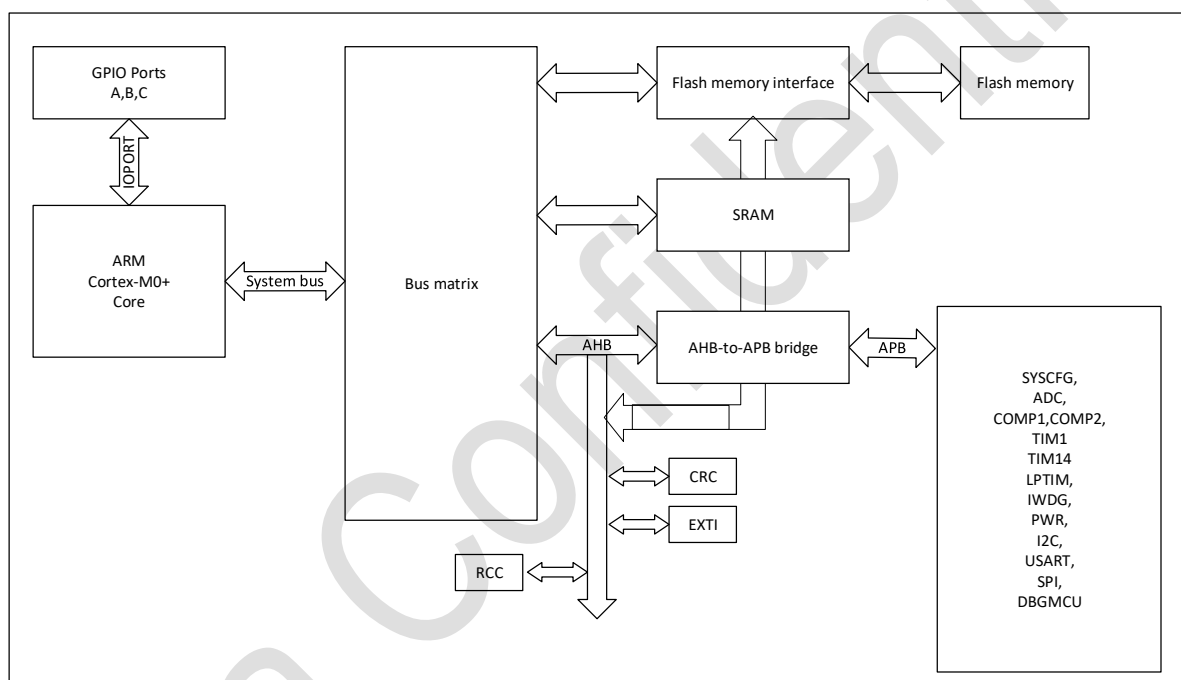 GPIO Ports
A,B,C
IOPORT
ARM
Cortex-M0+
Core
System bus
Bus matrix
Flash memory interface
Flash memory
SRAM
AHB
AHB-to-APB bridge
APB
CRC
EXTI
RCC
SYSCFG,
ADC,
COMP1,COMP2,
TIM1
TIM14
LPTIM,
IWDG,
PWR,
I2C,
USART,
SPI,
DBGMCU